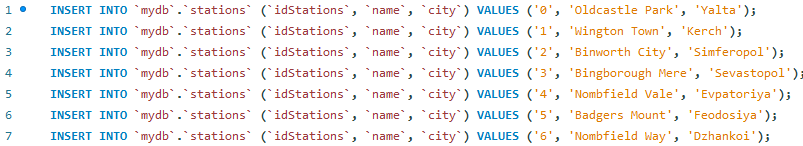 1 INSERT INTO `mydb`.`stations` (`idStations`, `name`, `city`) VALUES ('0', 'Oldcastle Park', 'Yalta');
2 INSERT INTO `mydb`.`stations` (`idStations`, `name`, `city`) VALUES ('1', 'Wington Town', 'Kerch');
3 INSERT INTO `mydb`.`stations` (`idStations`, `name`, `city`) VALUES ('2', 'Binworth City', 'Simferopol');
4 INSERT INTO `mydb`.`stations` (`idStations`, `name`, `city`) VALUES ('3', 'Bingborough Mere', 'Sevastopol');
5 INSERT INTO `mydb`.`stations` (`idStations`, `name`, `city`) VALUES ('4', 'Nombfield Vale', 'Evpatoriya');
6 INSERT INTO `mydb`.`stations` (`idStations`, `name`, `city`) VALUES ('5', 'Badgers Mount', 'Feodosiya');
7 INSERT INTO `mydb`.`stations` (`idStations`, `name`, `city`) VALUES ('6', 'Nombfield Way', 'Dzhankoi');